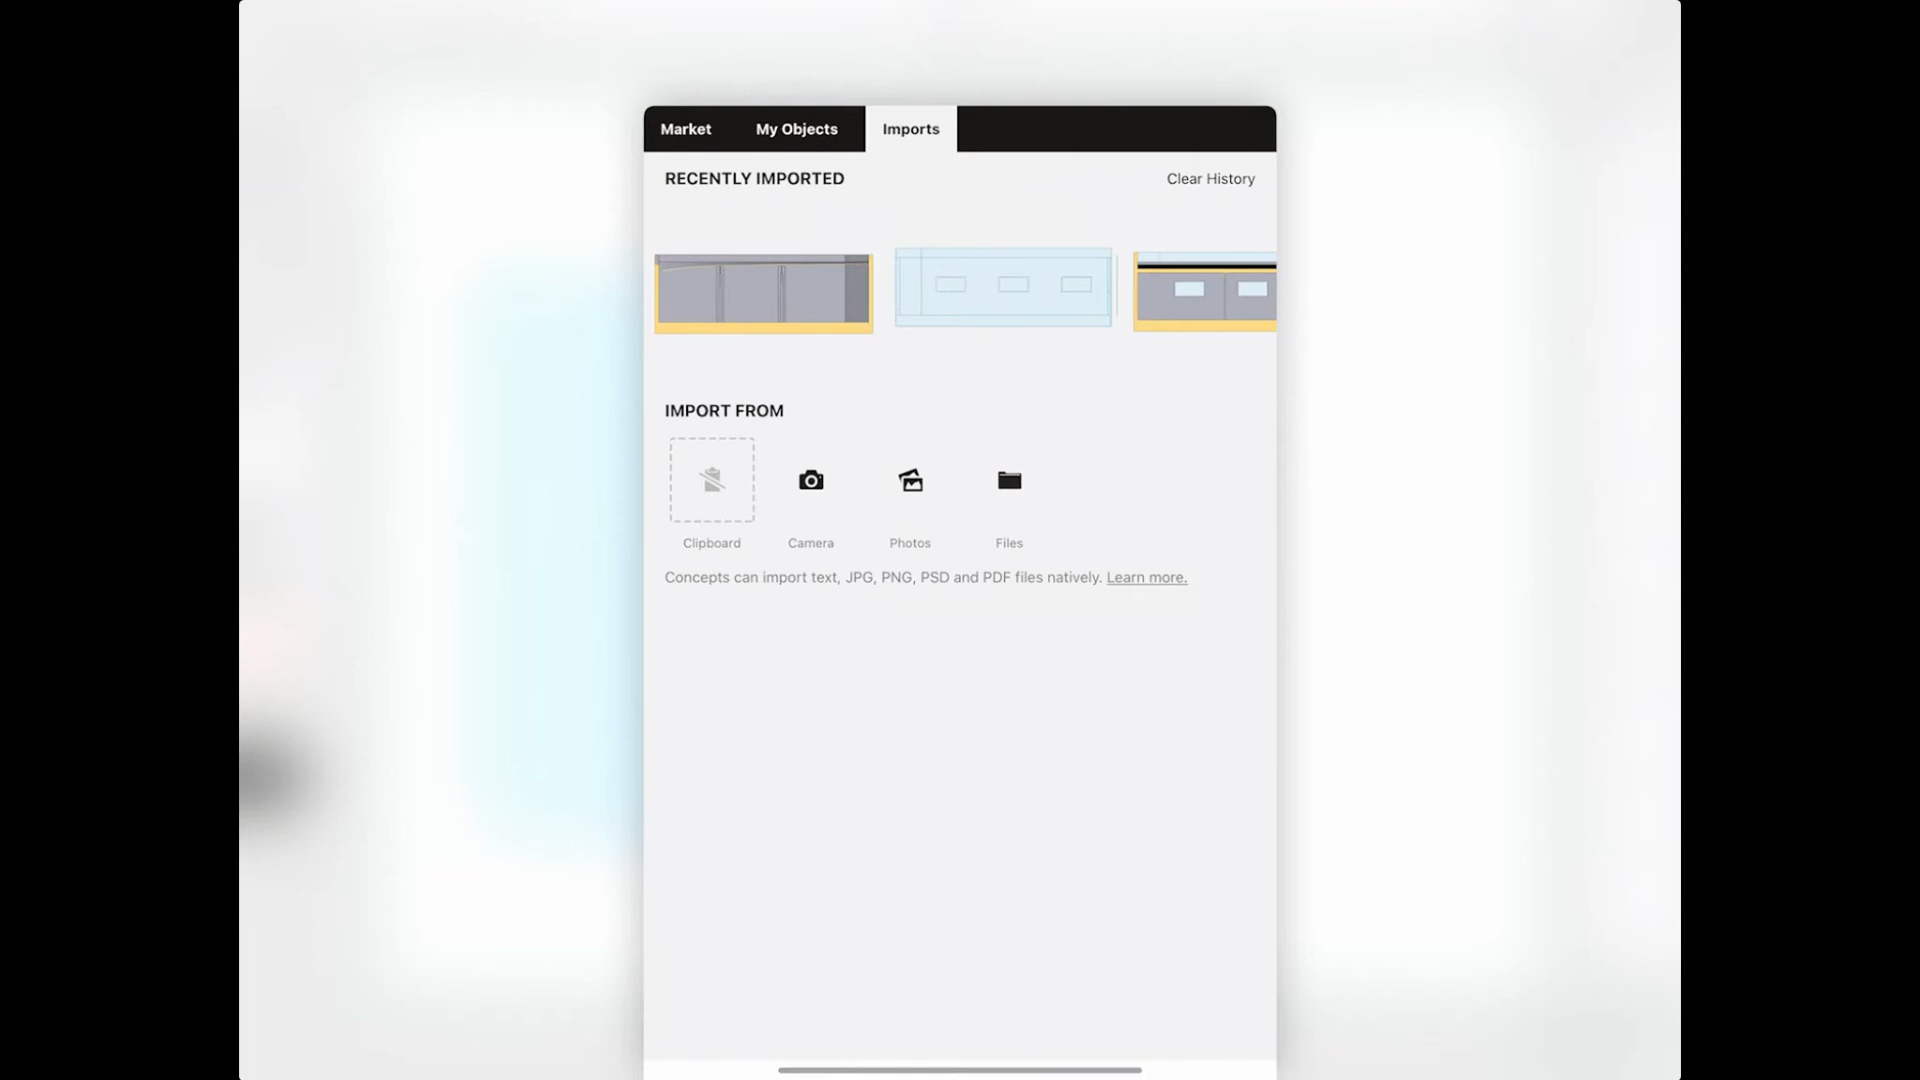 Market My Objects Imports
RECENTLY IMPORTED Clear History
IMPORT FROM
Clipboard Camera Photos Files
Concepts can import text, JPG, PNG, PSD and PDF files natively. Learn more.